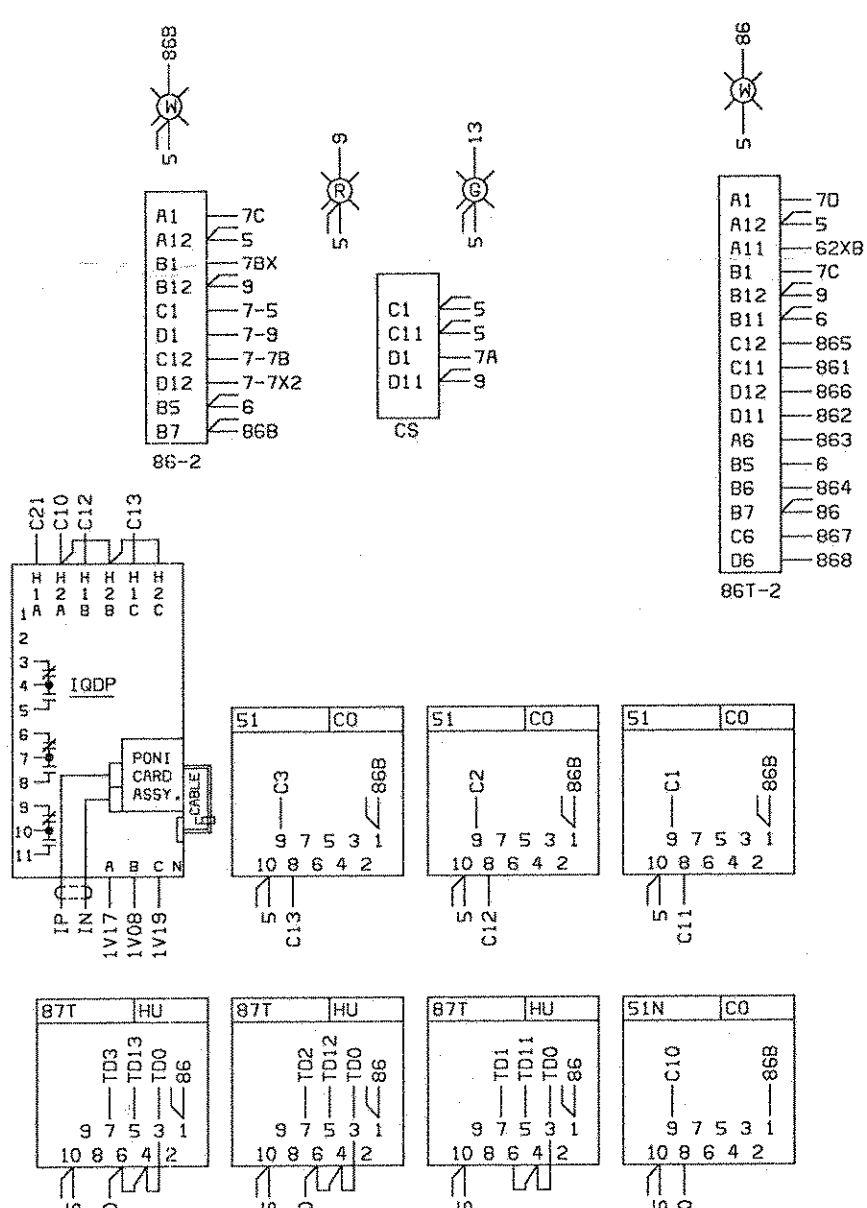 86B
W
5
9
R
5
13
G
5
86
W
5
A1 7C
A12 5
B1 7BX
B12 9
C1 7-5
D1 7-9
C12 7-7B
D12 7-7X2
B5 6
B7 86B
86-2
C1 5
C11 5
D1 7A
D11 9
CS
A1 7D
A12 5
A11 62XB
B1 7C
B12 9
B11 6
C12 865
C11 861
D12 866
D11 862
A6 863
B5 6
B6 864
B7 86
C6 867
D6 868
86T-2
C21 C10 C12 C13
H1A H2A H1B H2B H1C H2C
1
2
3
4
5
6
7
8
9
10
11
IQDP
PONI
CARD
ASSY.
CABLE
A B C N
IP IN 1V17 1V08 1V19
51 CO
C3 86B
9 7 5 3 1
10 8 6 4 2
5 C13
51 CO
C2 86B
9 7 5 3 1
10 8 6 4 2
5 C12
51 CO
C1 86B
9 7 5 3 1
10 8 6 4 2
5 C11
87T HU
TD3 TD13 TD0 86
9 7 5 3 1
10 8 6 4 2
87T HU
TD2 TD12 TD0 86
9 7 5 3 1
10 8 6 4 2
87T HU
TD1 TD11 TD0 86
9 7 5 3 1
10 8 6 4 2
51N CO
C10 86B
9 7 5 3 1
10 8 6 4 2